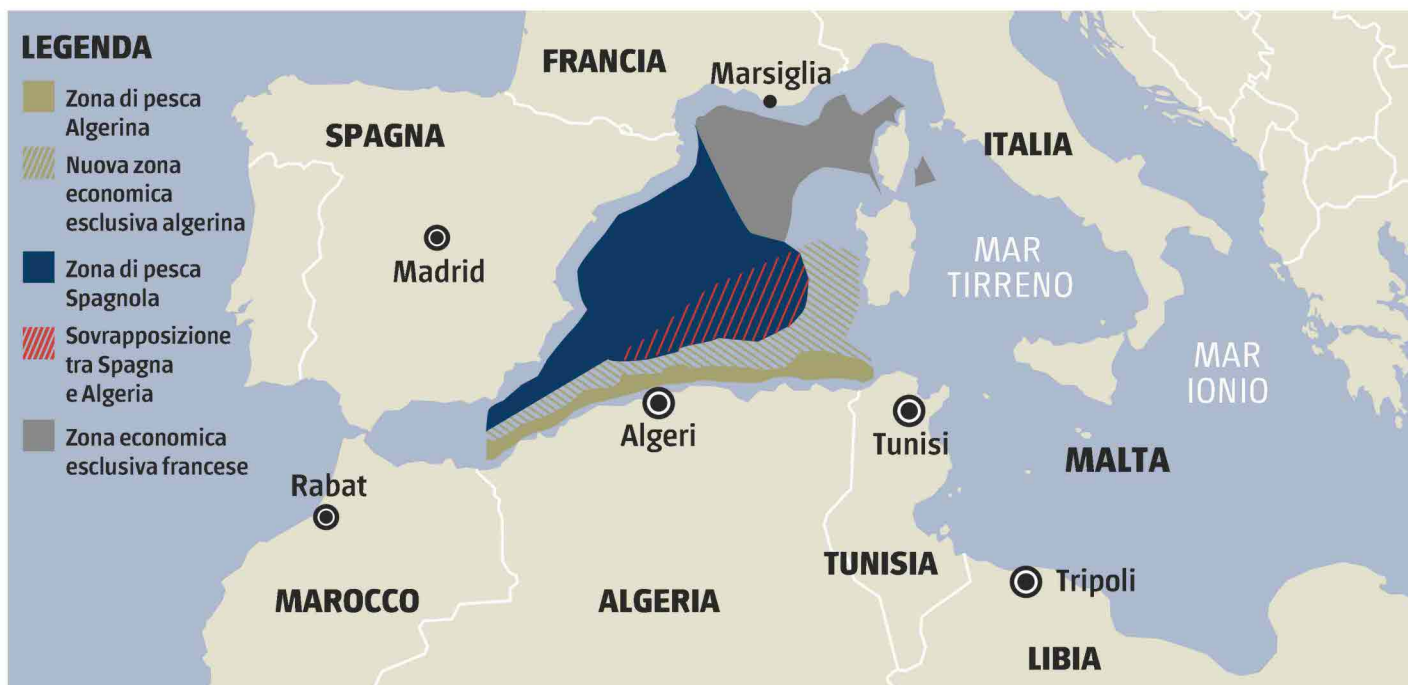 LEGENDA
Zona di pesca
Algerina
Nuova zona
economica
esclusiva algerina
Zona di pesca
Spagnola
Sovrapposizione
tra Spagna
e Algeria
Zona economica
esclusiva francese
FRANCIA
Marsiglia
SPAGNA
ITALIA
Madrid
MAR
TIRRENO
MAR
IONIO
Algeri
Tunisi
MALTA
Rabat
TUNISIA
Tripoli
MAROCCO
ALGERIA
LIBIA